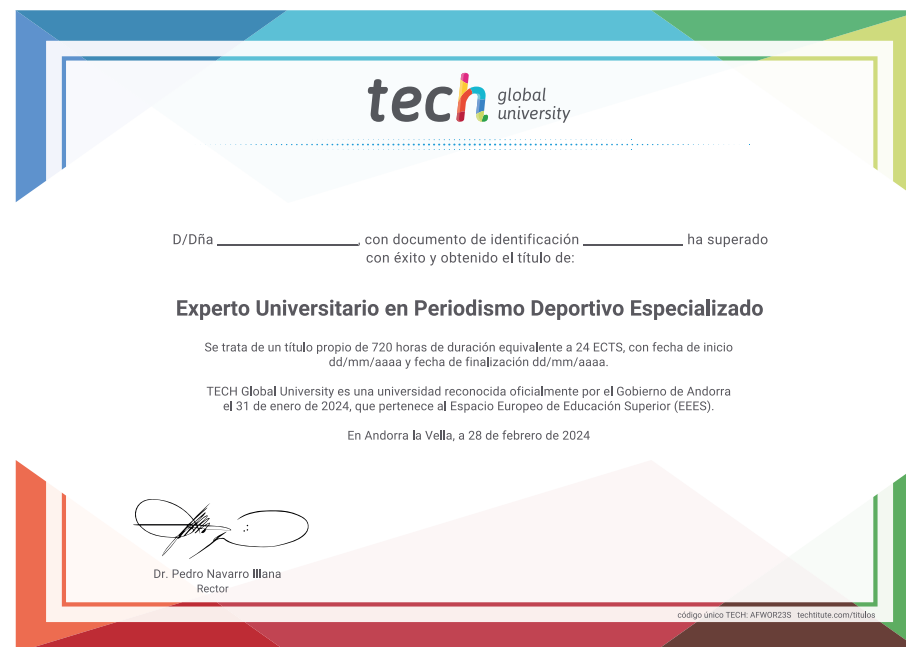 tech global university
D/Dña ____________________, con documento de identificación ______________ ha superado
con éxito y obtenido el título de:
Experto Universitario en Periodismo Deportivo Especializado
Se trata de un título propio de 720 horas de duración equivalente a 24 ECTS, con fecha de inicio
dd/mm/aaaa y fecha de finalización dd/mm/aaaa.
TECH Global University es una universidad reconocida oficialmente por el Gobierno de Andorra
el 31 de enero de 2024, que pertenece al Espacio Europeo de Educación Superior (EEES).
En Andorra la Vella, a 28 de febrero de 2024
Dr. Pedro Navarro Illana
Rector
código único TECH: AFWOR23S techtitute.com/titulos